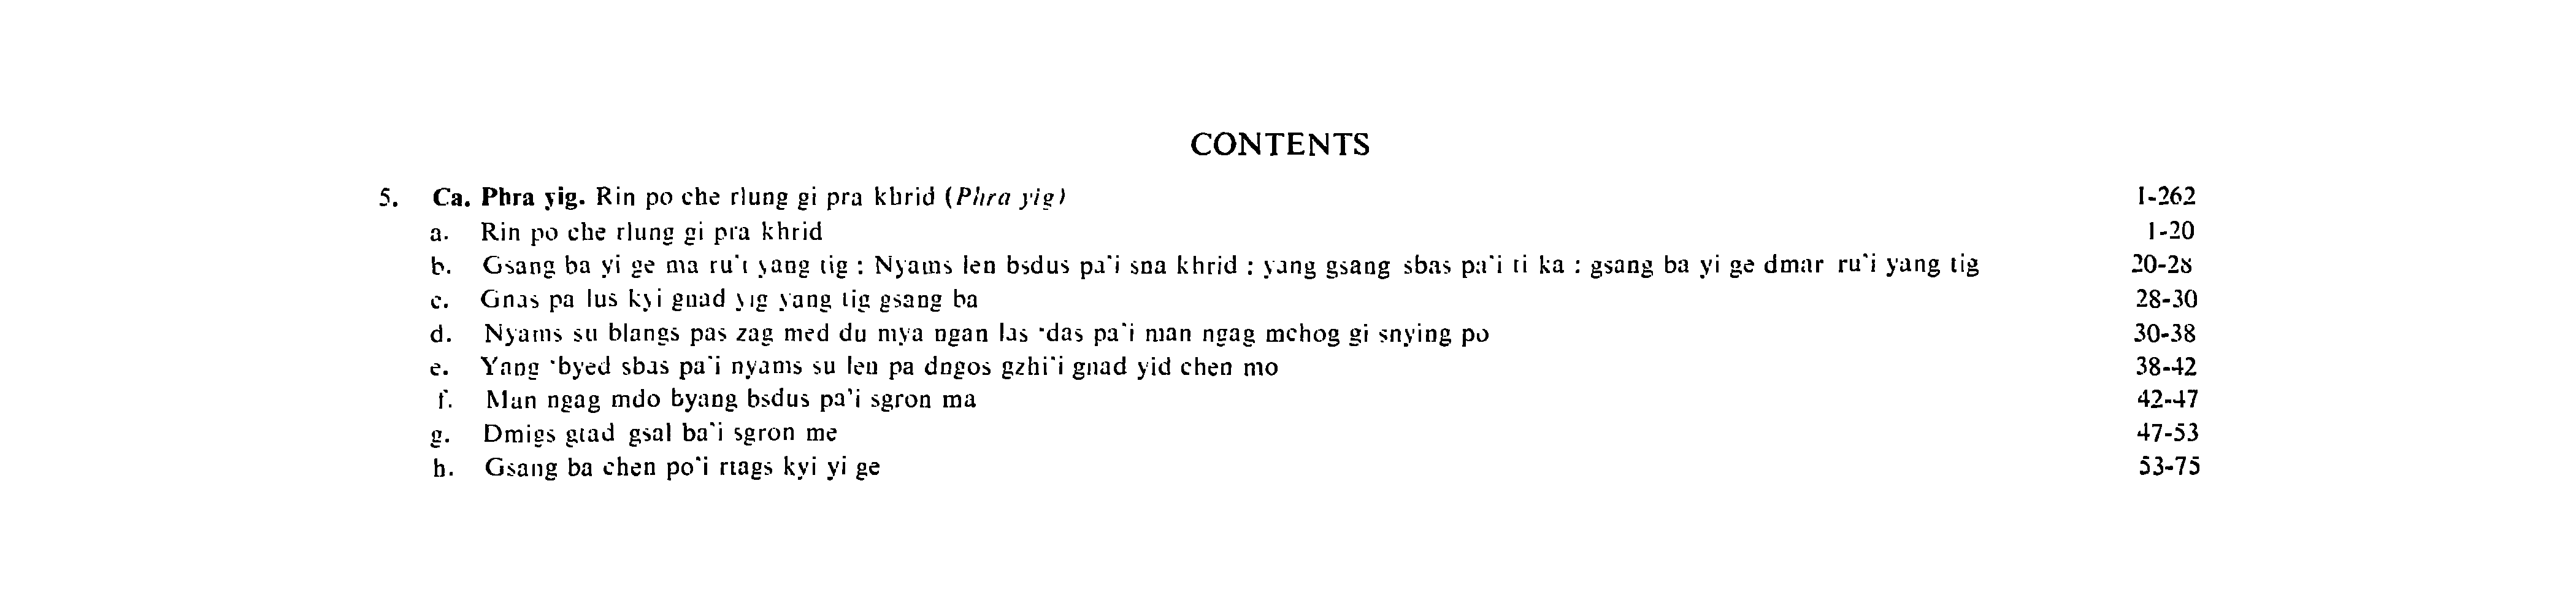 CONTENTS
5. Ca. Phra yig. Rin po che rlung gi pra khrid (Phra yig) 1-262
a. Rin po che rlung gi pra khrid 1-20
b. Gsang ba yi ge ma ru'i yang tig : Nyams len bsdus pa'i sna khrid : yang gsang sbas pa'i ti ka : gsang ba yi ge dmar ru'i yang tig 20-28
c. Gnas pa lus kyi gnad yig yang tig gsang ba 28-30
d. Nyams su blangs pas zag med du mya ngan las 'das pa'i man ngag mchog gi snying po 30-38
e. Yang 'byed sbas pa'i nyams su len pa dngos gzhi'i gnad yid chen mo 38-42
f. Man ngag mdo byang bsdus pa'i sgron ma 42-47
g. Dmigs gtad gsal ba'i sgron me 47-53
h. Gsang ba chen po'i rtags kyi yi ge 53-75